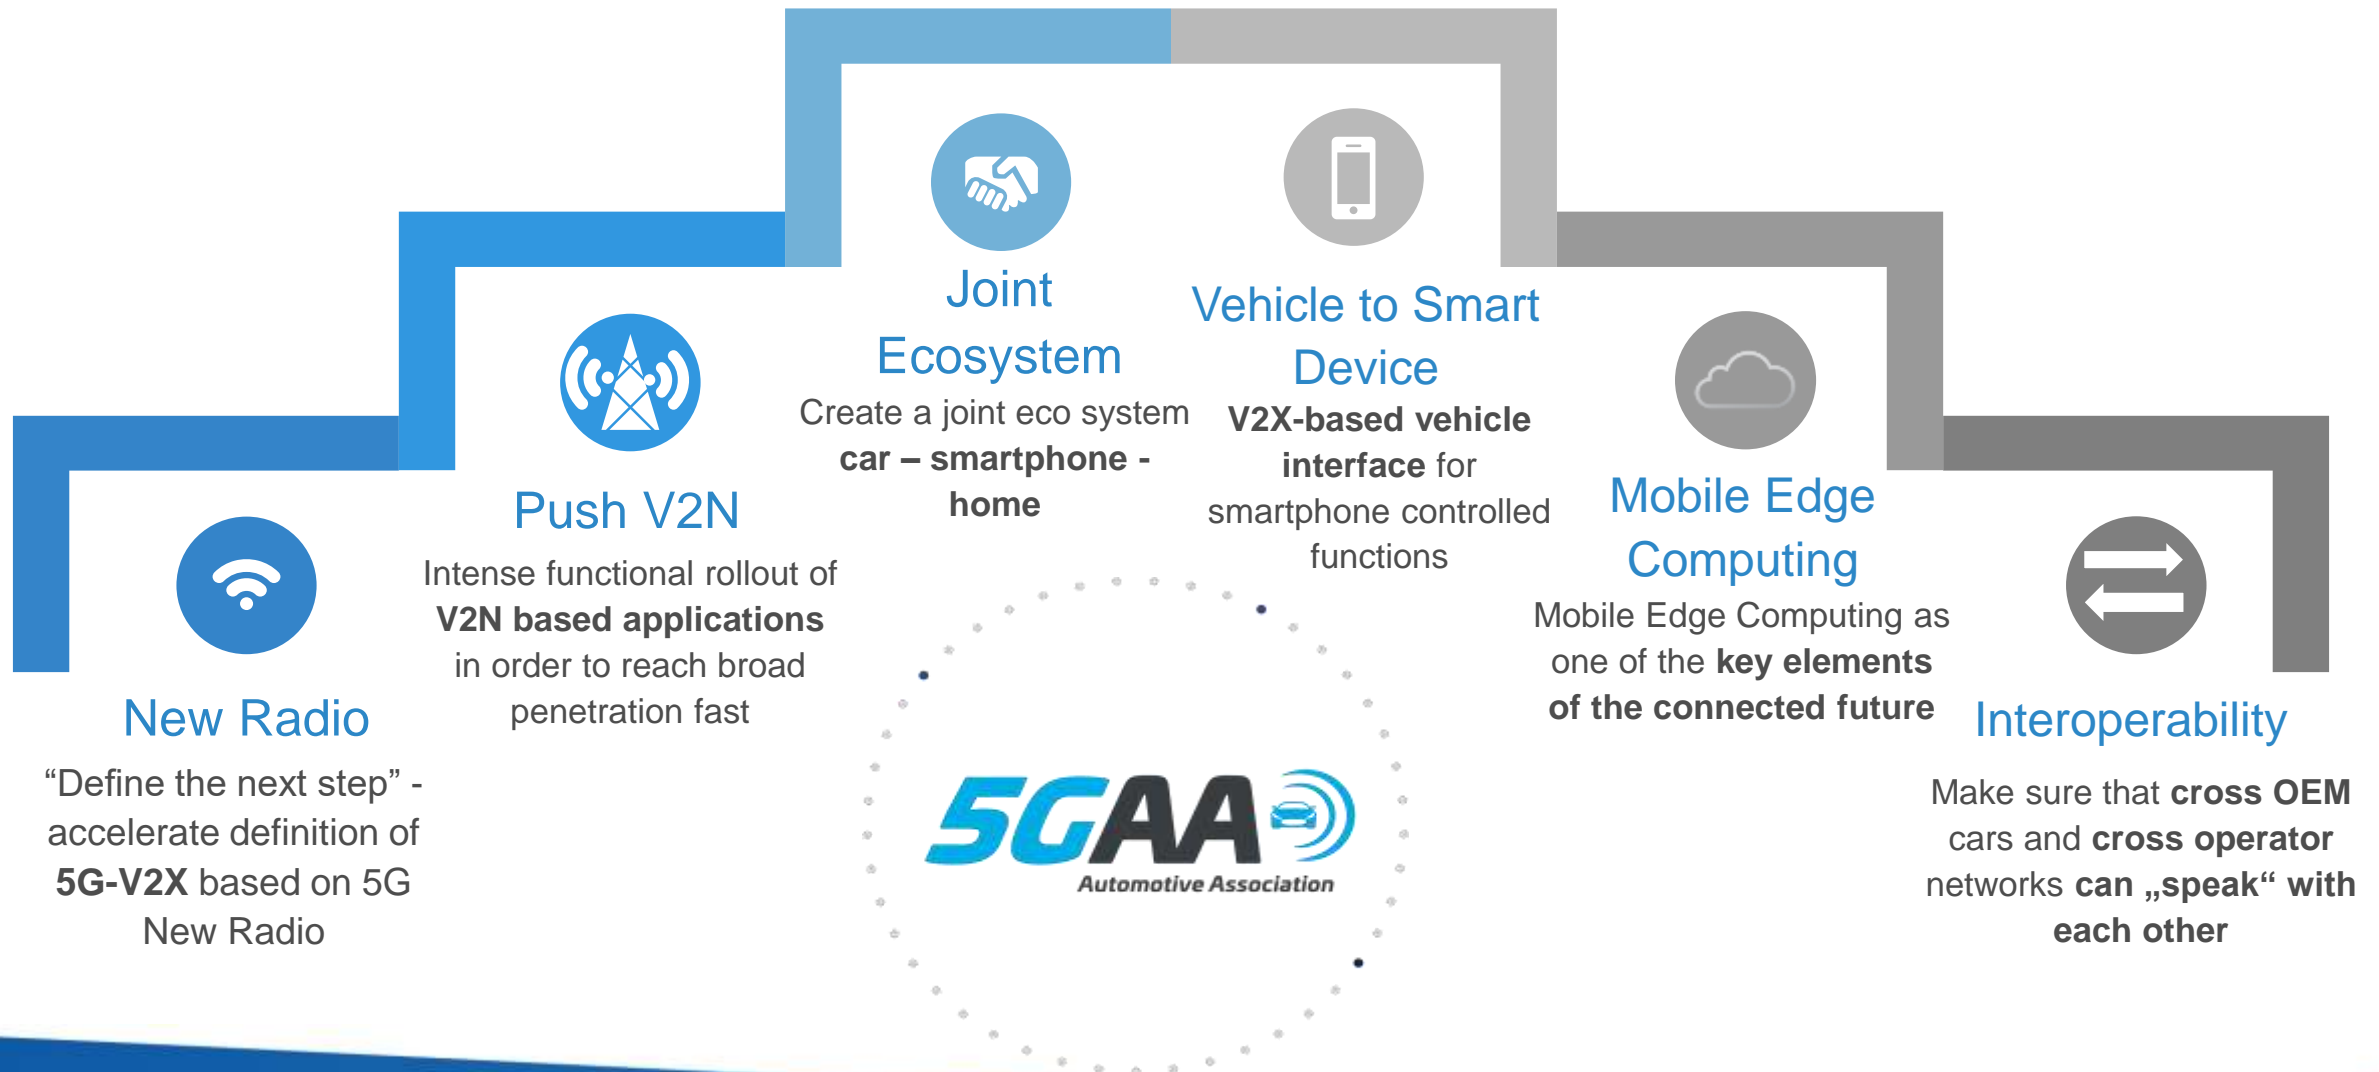 New Radio
“Define the next step” -
accelerate definition of
5G-V2X based on 5G
New Radio
Push V2N
Intense functional rollout of
V2N based applications
in order to reach broad
penetration fast
Joint
Ecosystem
Create a joint eco system
car – smartphone -
home
Vehicle to Smart
Device
V2X-based vehicle
interface for
smartphone controlled
functions
Mobile Edge
Computing
Mobile Edge Computing as
one of the key elements
of the connected future
Interoperability
Make sure that cross OEM
cars and cross operator
networks can „speak“ with
each other
5GAA
Automotive Association